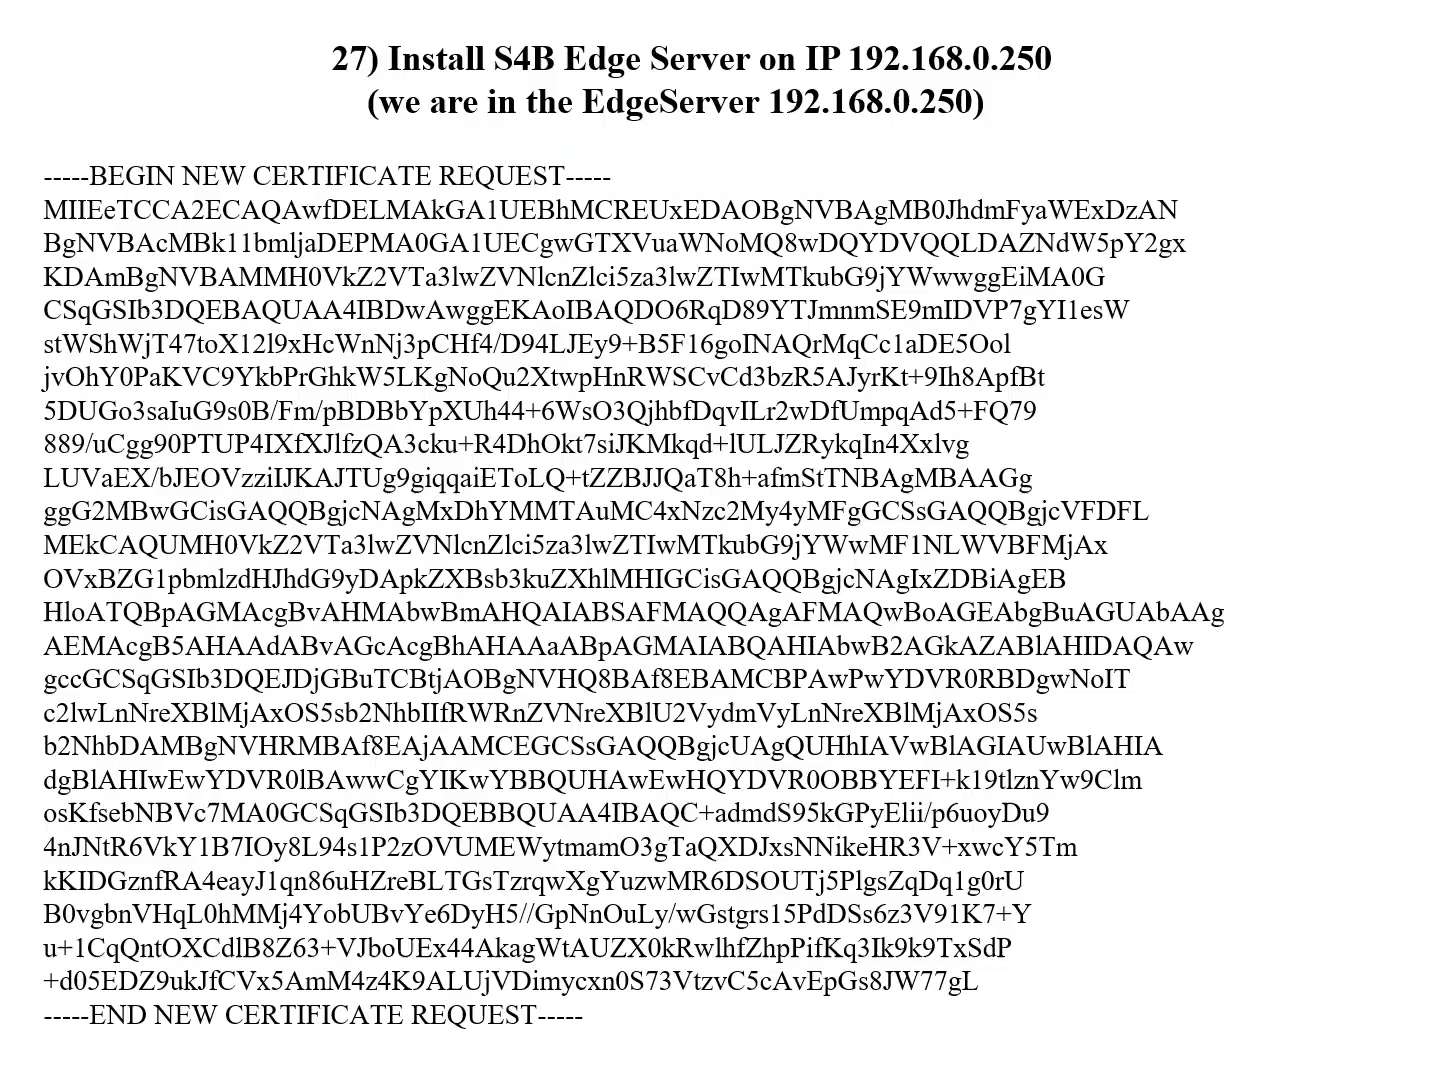 27) Install S4B Edge Server on IP 192.168.0.250
(we are in the EdgeServer 192.168.0.250)
-----BEGIN NEW CERTIFICATE REQUEST-----
MIIEeTCCA2ECAQAwfDELMAkGA1UEBhMCREUxEDAOBgNVBAgMB0JhdmFyaWExDzAN
BgNVBAcMBk11bmljaDEPMA0GA1UECgwGTXVuaWNoMQ8wDQYDVQQLDAZNdW5pY2gx
KDAmBgNVBAMMH0VkZ2VTa3lwZVNlcnZlci5za3lwZTIwMTkubG9jYWwwggEiMA0G
CSqGSIb3DQEBAQUAA4IBDwAwggEKAoIBAQDO6RqD89YTJmnmSE9mIDVP7gYI1esW
stWShWjT47toX12l9xHcWnNj3pCHf4/D94LJEy9+B5F16goINAQrMqCc1aDE5Ool
jvOhY0PaKVC9YkbPrGhkW5LKgNoQu2XtwpHnRWSCvCd3bzR5AJyrKt+9Ih8ApfBt
5DUGo3saIuG9s0B/Fm/pBDBbYpXUh44+6WsO3QjhbfDqvILr2wDfUmpqAd5+FQ79
889/uCgg90PTUP4IXfXJlfzQA3cku+R4DhOkt7siJKMkqd+lULJZRykqIn4Xxlvg
LUVaEX/bJEOVzziIJKAJTUg9giqqaiEToLQ+tZZBJJQaT8h+afmStTNBAgMBAAGg
ggG2MBwGCisGAQQBgjcNAgMxDhYMMTAuMC4xNzc2My4yMFgGCSsGAQQBgjcVFDFL
MEkCAQUMH0VkZ2VTa3lwZVNlcnZlci5za3lwZTIwMTkubG9jYWwMF1NLWVBFMjAx
OVxBZG1pbmlzdHJhdG9yDApkZXBsb3kuZXhlMHIGCisGAQQBgjcNAgIxZDBiAgEB
HloATQBpAGMAcgBvAHMAbwBmAHQAIABSAFMAQQAgAFMAQwBoAGEAbgBuAGUAbAAg
AEMAcgB5AHAAdABvAGcAcgBhAHAAaABpAGMAIABQAHIAbwB2AGkAZABlAHIDAQAw
gccGCSqGSIb3DQEJDjGBuTCBtjAOBgNVHQ8BAf8EBAMCBPAwPwYDVR0RBDgwNoIT
c2lwLnNreXBlMjAxOS5sb2NhbIIfRWRnZVNreXBlU2VydmVyLnNreXBlMjAxOS5s
b2NhbDAMBgNVHRMBAf8EAjAAMCEGCSsGAQQBgjcUAgQUHhIAVwBlAGIAUwBlAHIA
dgBlAHIwEwYDVR0lBAwwCgYIKwYBBQUHAwEwHQYDVR0OBBYEFI+k19tlznYw9Clm
osKfsebNBVc7MA0GCSqGSIb3DQEBBQUAA4IBAQC+admdS95kGPyElii/p6uoyDu9
4nJNtR6VkY1B7IOy8L94s1P2zOVUMEWytmamO3gTaQXDJxsNNikeHR3V+xwcY5Tm
kKIDGznfRA4eayJ1qn86uHZreBLTGsTzrqwXgYuzwMR6DSOUTj5PlgsZqDq1g0rU
B0vgbnVHqL0hMMj4YobUBvYe6DyH5//GpNnOuLy/wGstgrs15PdDSs6z3V91K7+Y
u+1CqQntOXCdlB8Z63+VJboUEx44AkagWtAUZX0kRwlhfZhpPifKq3Ik9k9TxSdP
+d05EDZ9ukJfCVx5AmM4z4K9ALUjVDimycxn0S73VtzvC5cAvEpGs8JW77gL
-----END NEW CERTIFICATE REQUEST-----